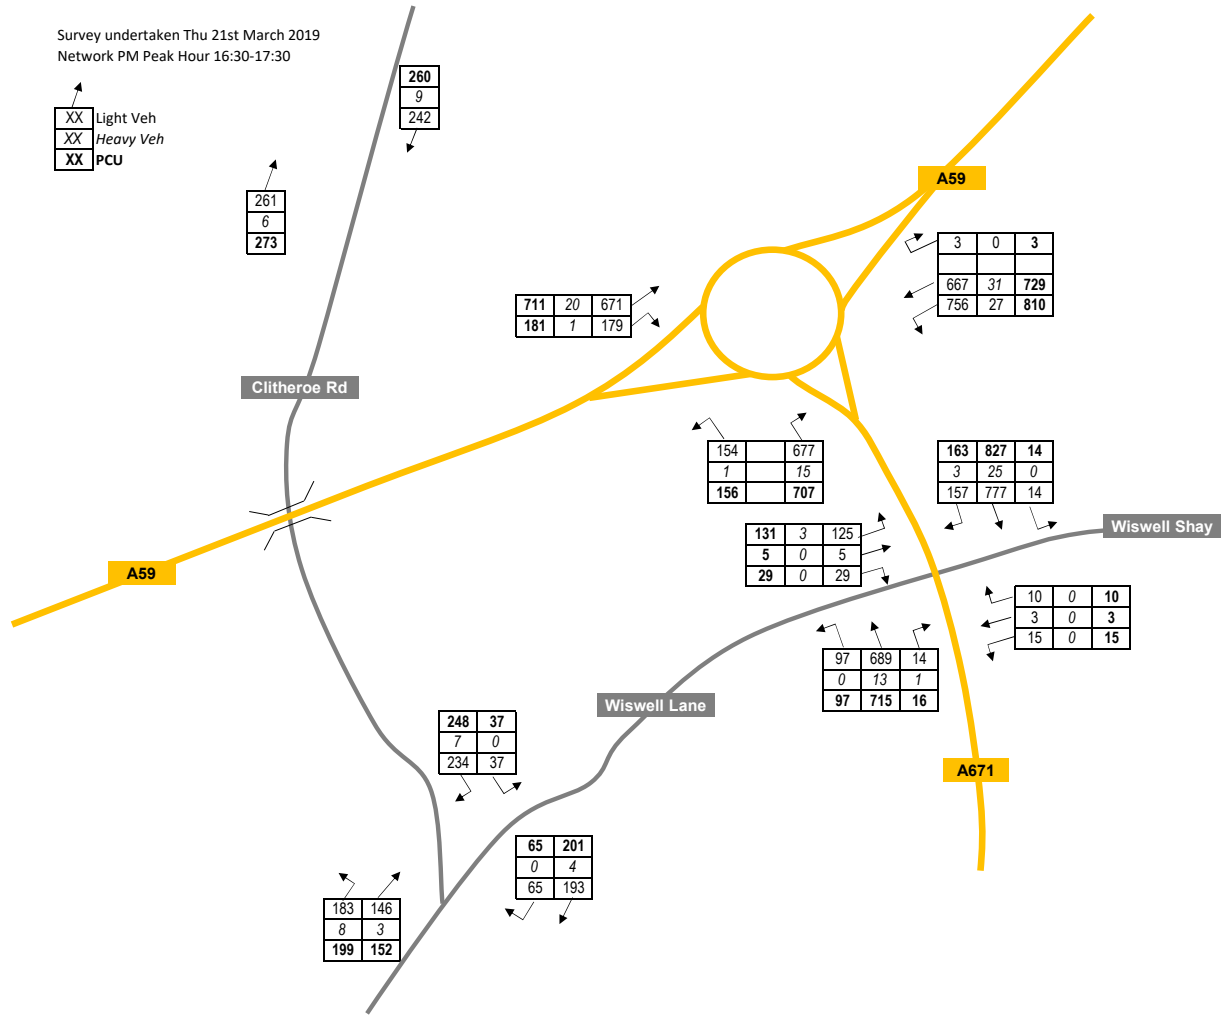 Survey undertaken Thu 21st March 2019
Network PM Peak Hour 16:30-17:30
XX Light Veh
XX Heavy Veh
XX PCU
260
9
242
261
6
273
A59
3 0 3
667 31 729
756 27 810
711 20 671
181 1 179
Clitheroe Rd
154 677
1 15
156 707
163 827 14
3 25 0
157 777 14
Wiswell Shay
131 3 125
5 0 5
29 0 29
A59
10 0 10
3 0 3
15 0 15
97 689 14
0 13 1
97 715 16
Wiswell Lane
248 37
7 0
234 37
A671
65 201
0 4
65 193
183 146
8 3
199 152